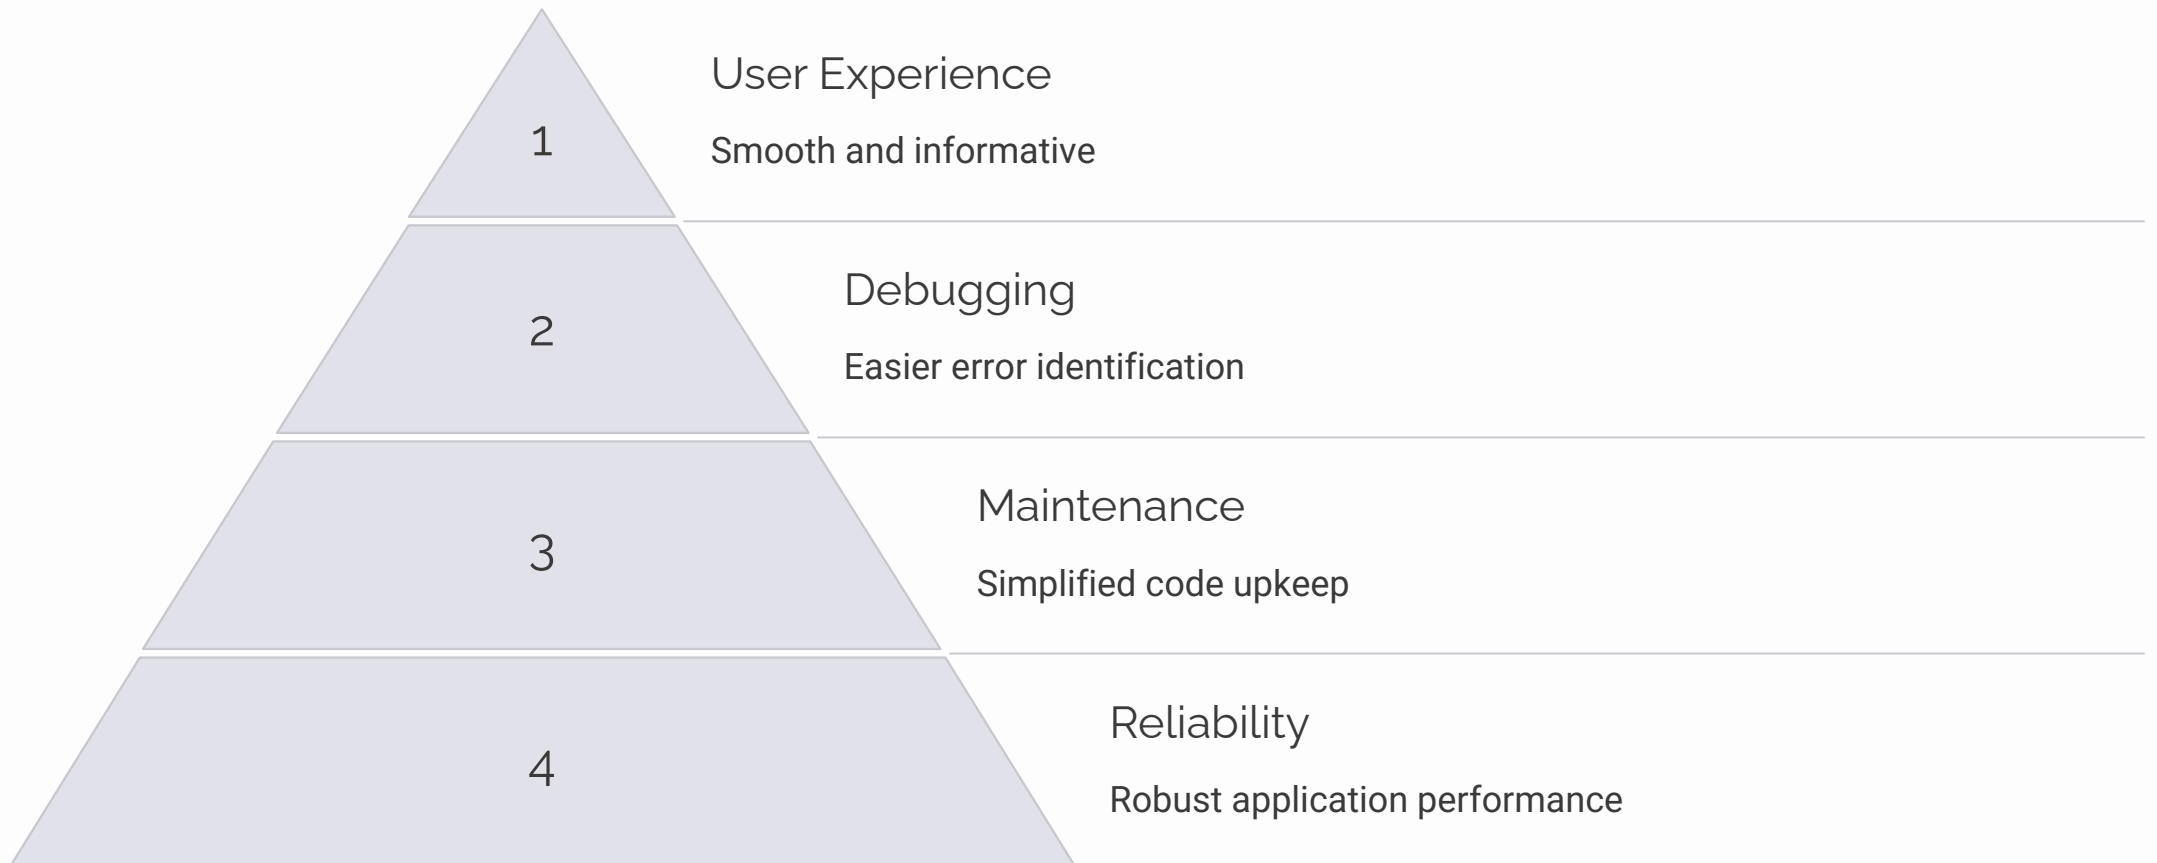 1
User Experience
Smooth and informative
2
Debugging
Easier error identification
3
Maintenance
Simplified code upkeep
4
Reliability
Robust application performance